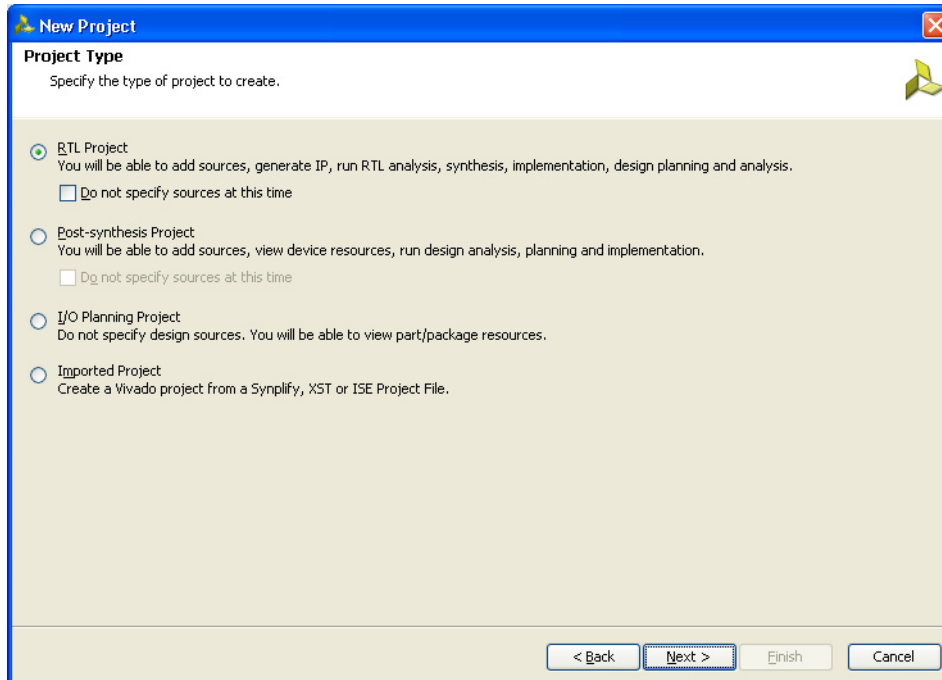 New Project
Project Type
Specify the type of project to create.
RTL Project
You will be able to add sources, generate IP, run RTL analysis, synthesis, implementation, design planning and analysis.
Do not specify sources at this time
Post-synthesis Project
You will be able to add sources, view device resources, run design analysis, planning and implementation.
Do not specify sources at this time
I/O Planning Project
Do not specify design sources. You will be able to view part/package resources.
Imported Project
Create a Vivado project from a Synplify, XST or ISE Project File.
< Back Next > Finish Cancel